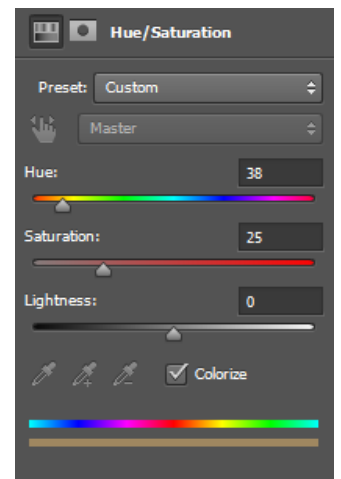 Hue/Saturation
Preset: Custom
Master
Hue: 38
Saturation: 25
Lightness: 0
Colorize